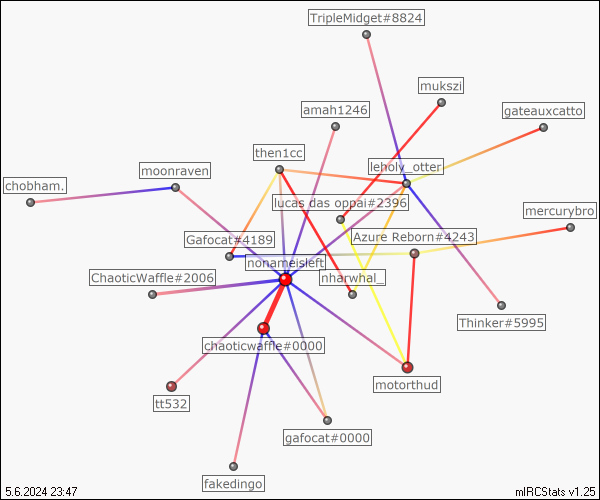 TripleMidget#8824
mukszi
amah1246
gateauxcatto
then1cc
leholy_otter
moonraven
chobham.
lucas das oppai#2396
mercurybro
Gafocat#4189
Azure Reborn#4243
nonameisleft
ChaoticWaffle#2006
nharwhal_
Thinker#5995
chaoticwaffle#0000
motorthud
tt532
gafocat#0000
fakedingo
5.6.2024 23:47
mIRCStats v1.25